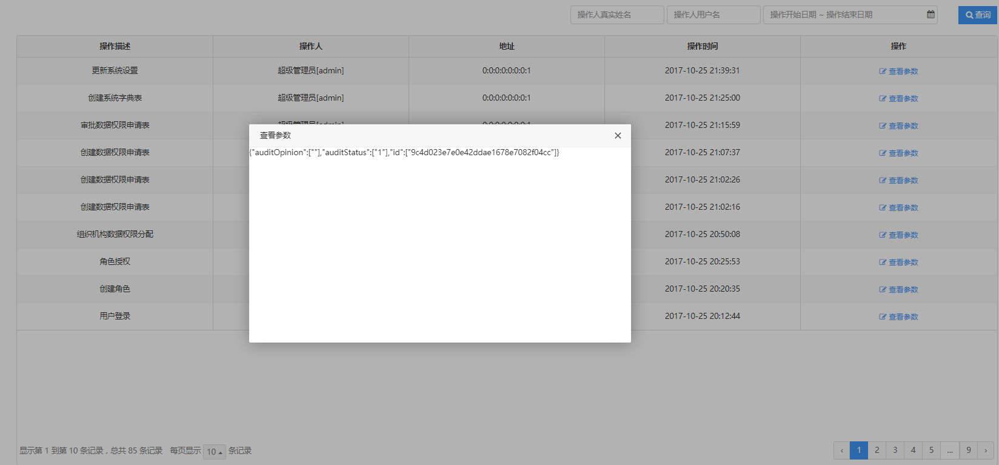 操作人真实姓名 操作人用户名 操作开始日期 ~ 操作结束日期 查询
操作描述 操作人 地址 操作时间 操作
更新系统设置 超级管理员[admin] 0:0:0:0:0:0:0:1 2017-10-25 21:39:31 查看参数
创建系统字典表 超级管理员[admin] 0:0:0:0:0:0:0:1 2017-10-25 21:25:00 查看参数
审批数据权限申请表 超级管理员[admin] 0:0:0:0:0:0:0:1 2017-10-25 21:15:59 查看参数
查看参数
{"auditOpinion":[""],"auditStatus":["1"],"id":["9c4d023e7e0e42ddae1678e7082f04cc"]}
创建数据权限申请表 2017-10-25 21:07:37 查看参数
创建数据权限申请表 2017-10-25 21:02:26 查看参数
创建数据权限申请表 2017-10-25 21:02:16 查看参数
组织机构数据权限分配 2017-10-25 20:50:08 查看参数
角色授权 2017-10-25 20:25:53 查看参数
创建角色 2017-10-25 20:20:35 查看参数
用户登录 2017-10-25 20:12:44 查看参数
显示第 1 到第 10 条记录，总共 85 条记录 每页显示 10 条记录 ‹ 1 2 3 4 5 ... 9 ›